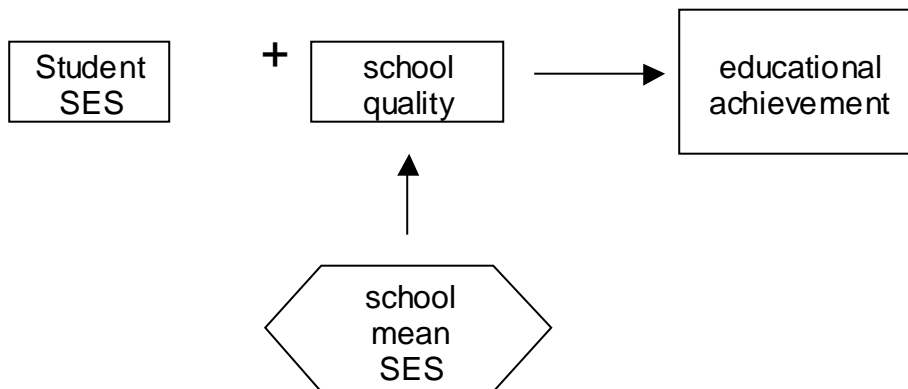 Student
SES
+
school
quality
educational
achievement
school
mean
SES